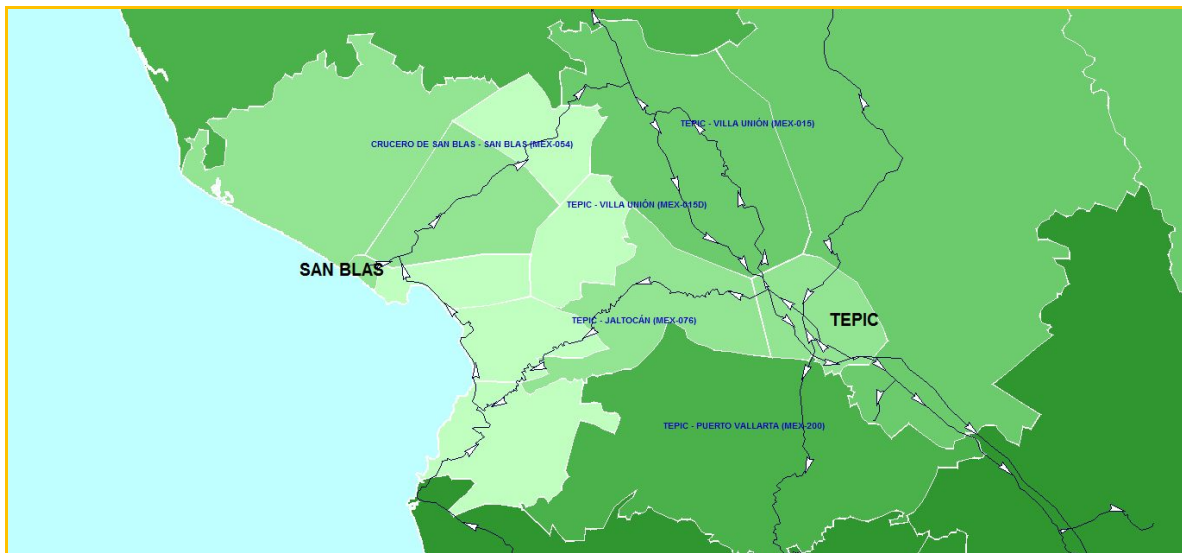 TEPIC - VILLA UNIÓN (MEX-015)
CRUCERO DE SAN BLAS - SAN BLAS (MEX-054)
TEPIC - VILLA UNIÓN (MEX-015D)
SAN BLAS
TEPIC - JALTOCÁN (MEX-076)
TEPIC
TEPIC - PUERTO VALLARTA (MEX-200)